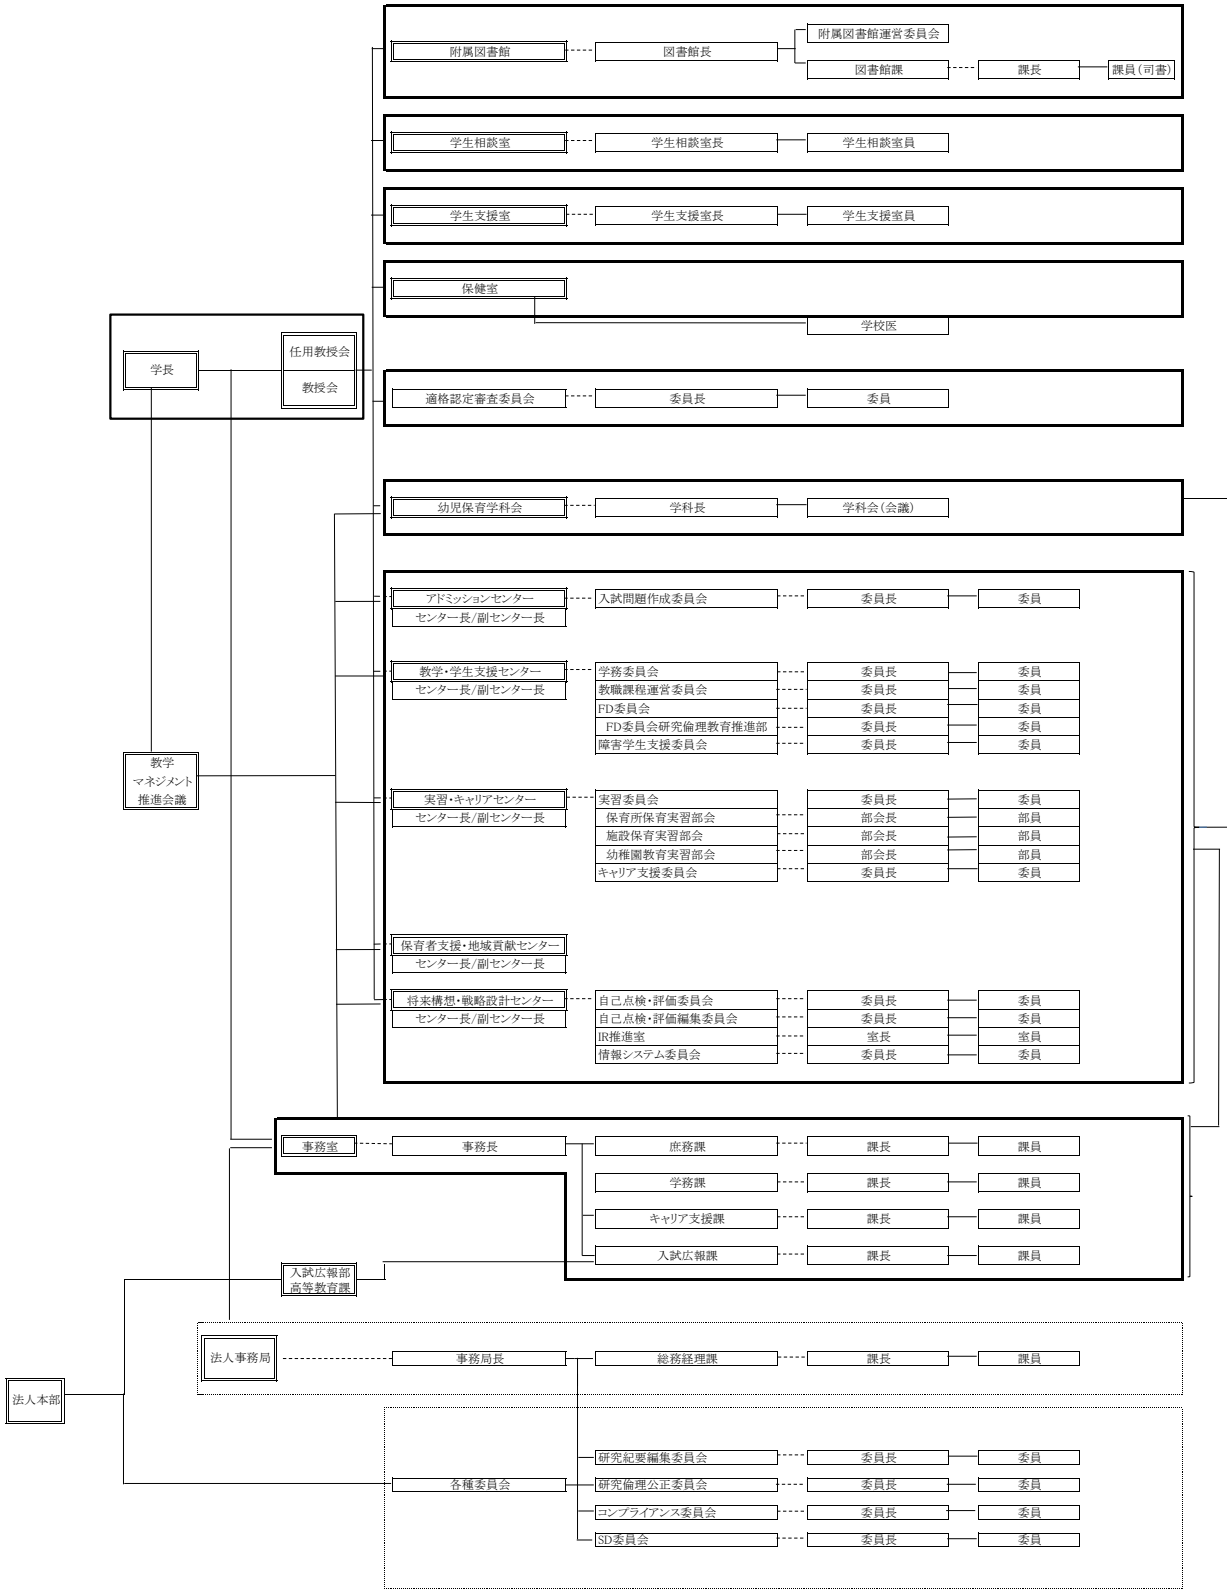 附属図書館運営委員会
附属図書館
図書館長
図書館課
課長
課員（司書）
学生相談室
学生相談室長
学生相談室員
学生支援室
学生支援室長
学生支援室員
保健室
学校医
任用教授会
学長
教授会
適格認定審査委員会
委員長
委員
幼児保育学科会
学科長
学科会（会議）
アドミッションセンター
入試問題作成委員会
委員長
委員
センター長/副センター長
教学・学生支援センター
学務委員会
委員長
委員
センター長/副センター長
教職課程運営委員会
委員長
委員
FD委員会
委員長
委員
FD委員会研究倫理教育推進部
委員長
委員
障害学生支援委員会
委員長
委員
教学
マネジメント
推進会議
実習・キャリアセンター
実習委員会
委員長
委員
センター長/副センター長
保育所保育実習部会
部会長
部員
施設保育実習部会
部会長
部員
幼稚園教育実習部会
部会長
部員
キャリア支援委員会
委員長
委員
保育者支援・地域貢献センター
センター長/副センター長
将来構想・戦略設計センター
自己点検・評価委員会
委員長
委員
センター長/副センター長
自己点検・評価編集委員会
委員長
委員
IR推進室
室長
室員
情報システム委員会
委員長
委員
事務室
事務長
庶務課
課長
課員
学務課
課長
課員
キャリア支援課
課長
課員
入試広報課
課長
課員
入試広報部
高等教育課
法人事務局
事務局長
総務経理課
課長
課員
法人本部
研究紀要編集委員会
委員長
委員
各種委員会
研究倫理公正委員会
委員長
委員
コンプライアンス委員会
委員長
委員
SD委員会
委員長
委員